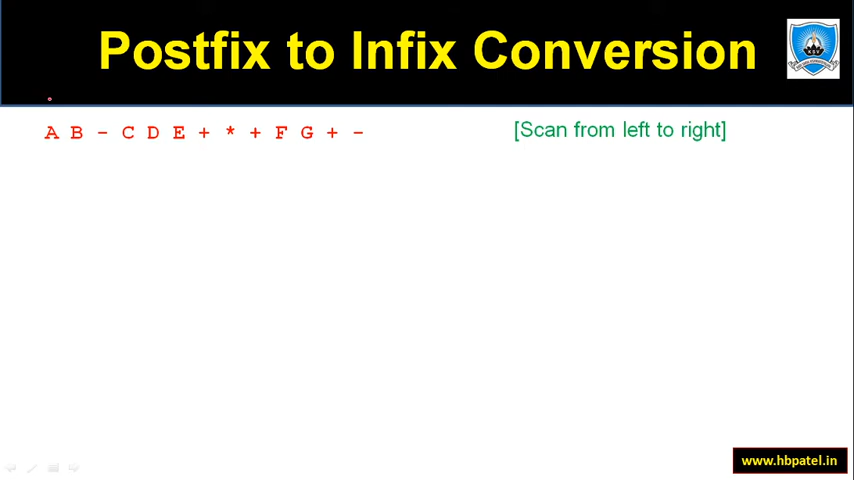 Postfix to Infix Conversion
A B - C D E + * + F G + -
[Scan from left to right]
www.hbpatel.in